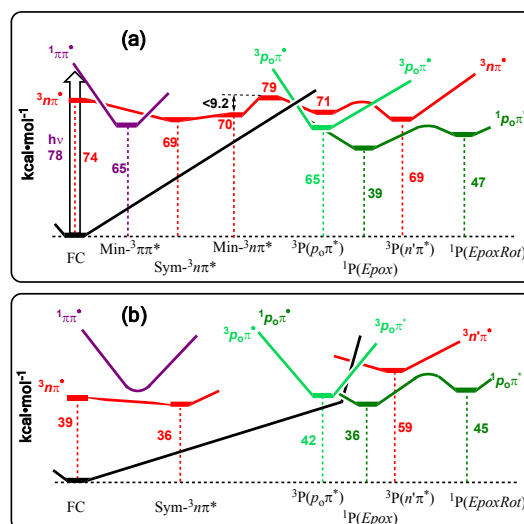 (a)
¹ππ*
³nπ*
kcal•mol⁻¹
hν
78
74
65
69
<9.2
79
70
³pₒπ*
71
65
39
69
47
³pₒπ*
³nπ*
¹pₒπ*
FC
Min-³ππ*
Sym-³nπ*
Min-³nπ*
³P(pₒπ*)
¹P(Epox)
³P(n'π*)
¹P(EpoxRot)
(b)
¹ππ*
³nπ*
kcal•mol⁻¹
39
36
³pₒπ*
¹pₒπ*
³pₒπ*
³n'π*
¹pₒπ*
42
36
59
45
FC
Sym-³nπ*
³P(pₒπ*)
¹P(Epox)
³P(n'π*)
¹P(EpoxRot)